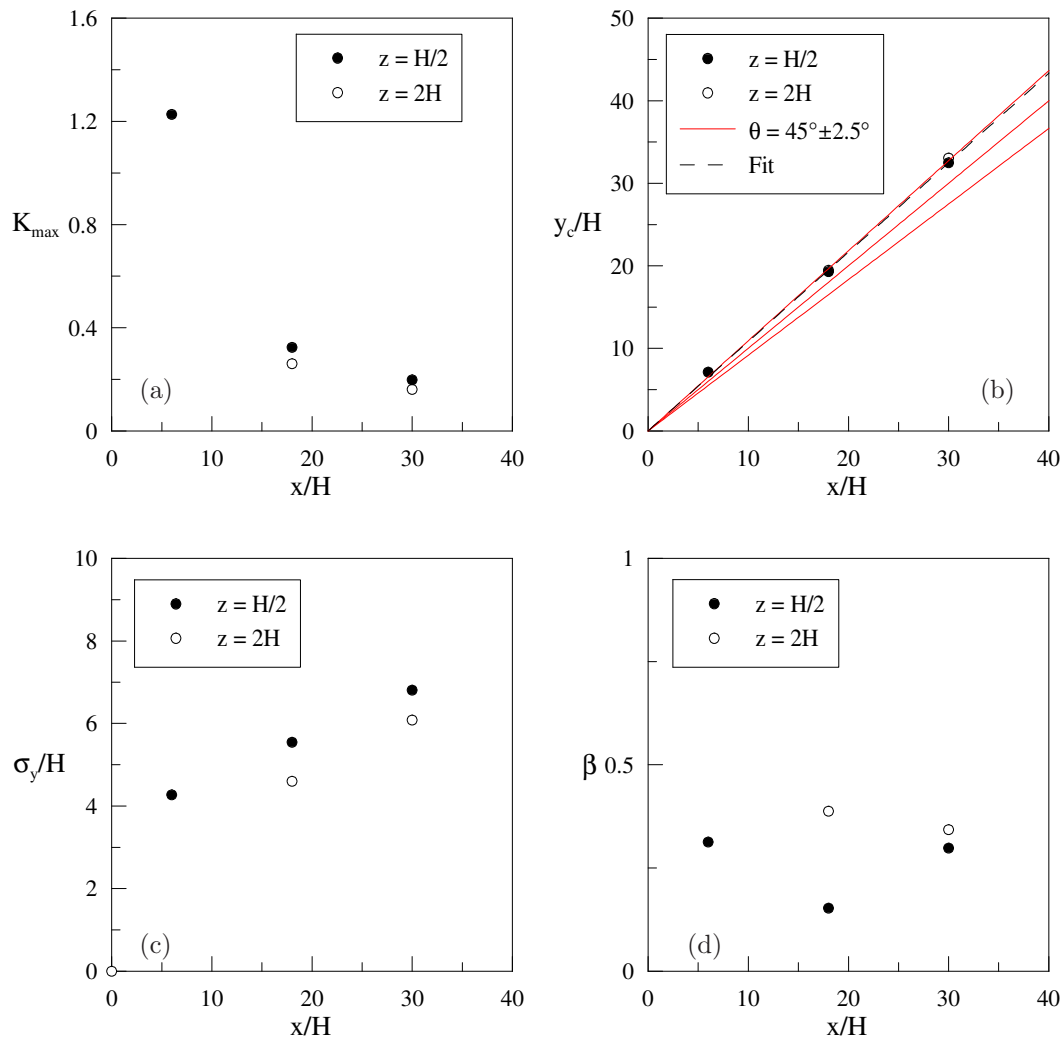 1.6
1.2
0.8
0.4
0
K_max
z = H/2
z = 2H
(a)
0 10 20 30 40
x/H
50
40
30
20
10
0
y_c/H
z = H/2
z = 2H
θ = 45°±2.5°
Fit
(b)
0 10 20 30 40
x/H
10
8
6
4
2
0
σ_y/H
z = H/2
z = 2H
(c)
0 10 20 30 40
x/H
1
0.5
0
β
z = H/2
z = 2H
(d)
0 10 20 30 40
x/H